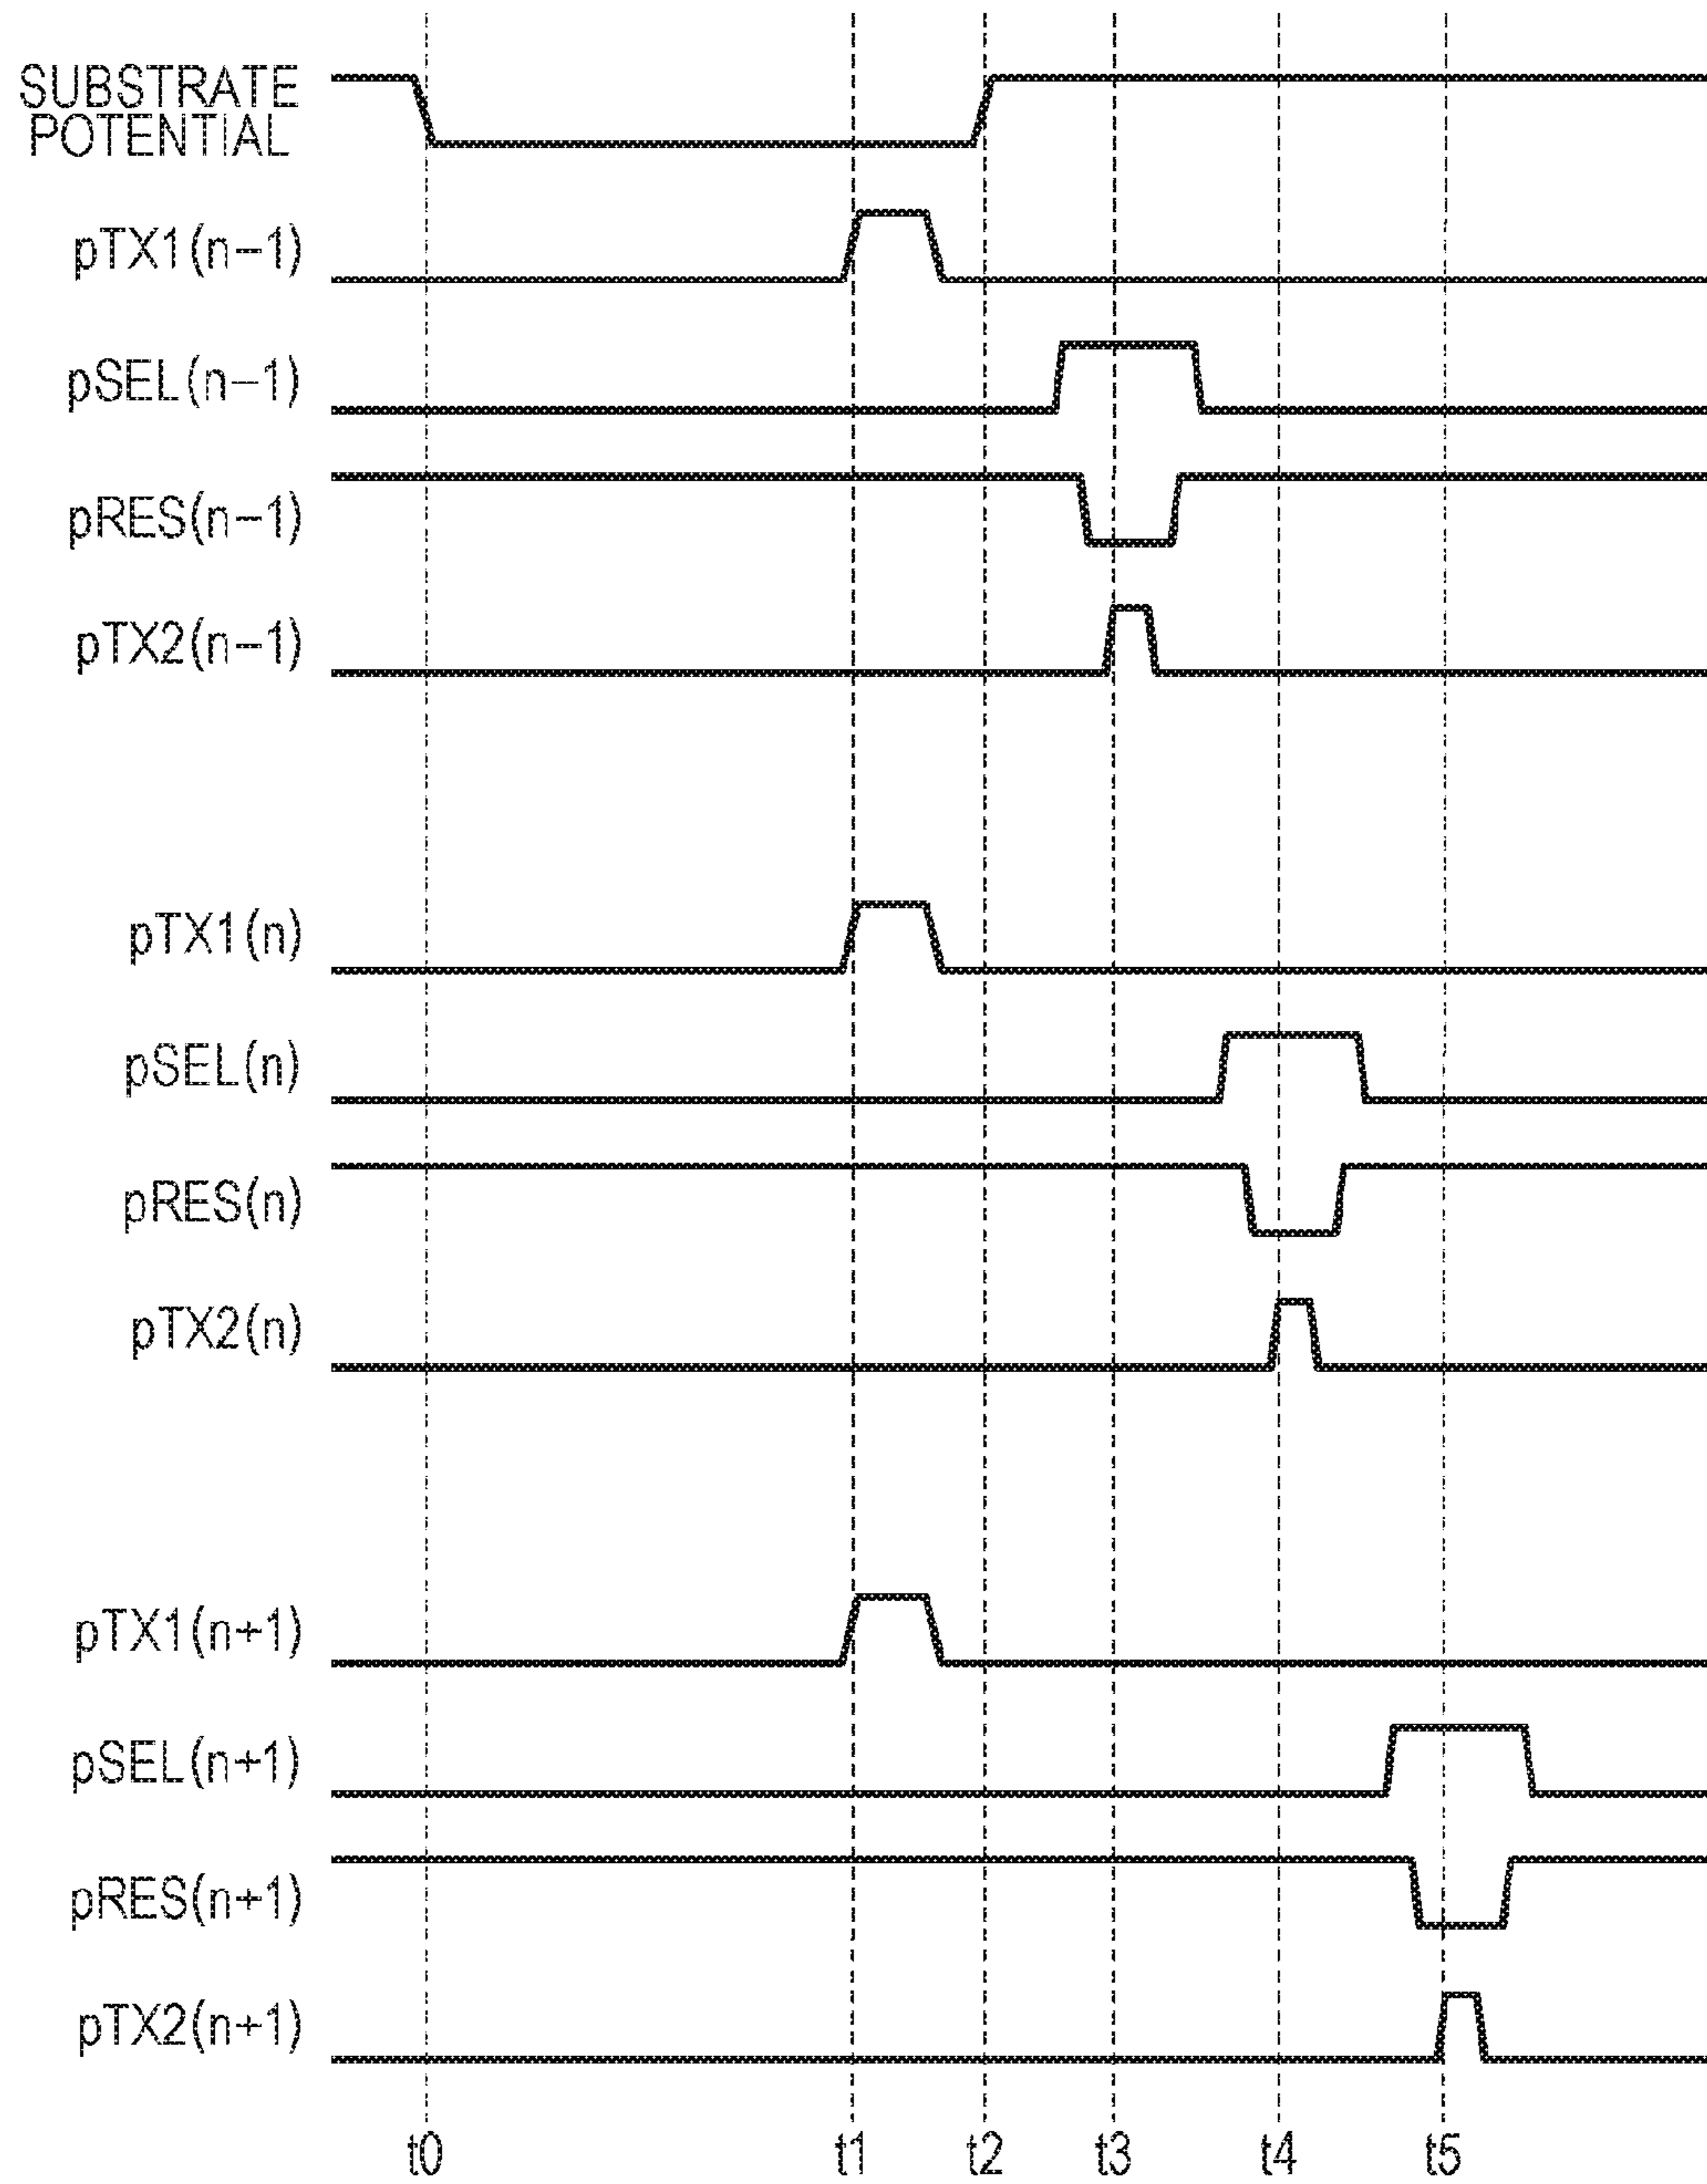 SUBSTRATE
POTENTIAL
pTX1(n−1)
pSEL(n−1)
pRES(n−1)
pTX2(n−1)
pTX1(n)
pSEL(n)
pRES(n)
pTX2(n)
pTX1(n+1)
pSEL(n+1)
pRES(n+1)
pTX2(n+1)
t0 t1 t2 t3 t4 t5